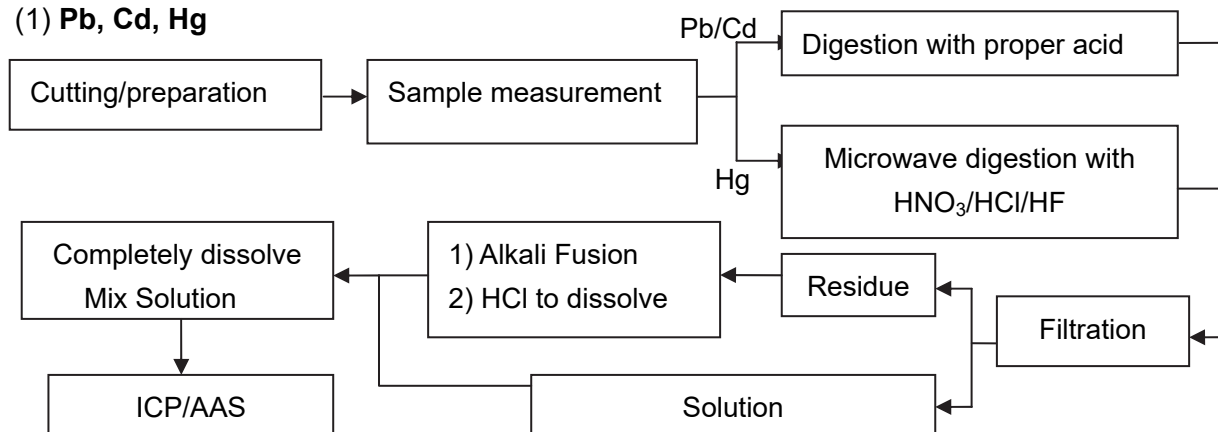 (1) Pb, Cd, Hg
Cutting/preparation
Sample measurement
Pb/Cd
Digestion with proper acid
Hg
Microwave digestion with
HNO₃/HCl/HF
Filtration
Residue
Solution
1) Alkali Fusion
2) HCl to dissolve
Completely dissolve
Mix Solution
ICP/AAS